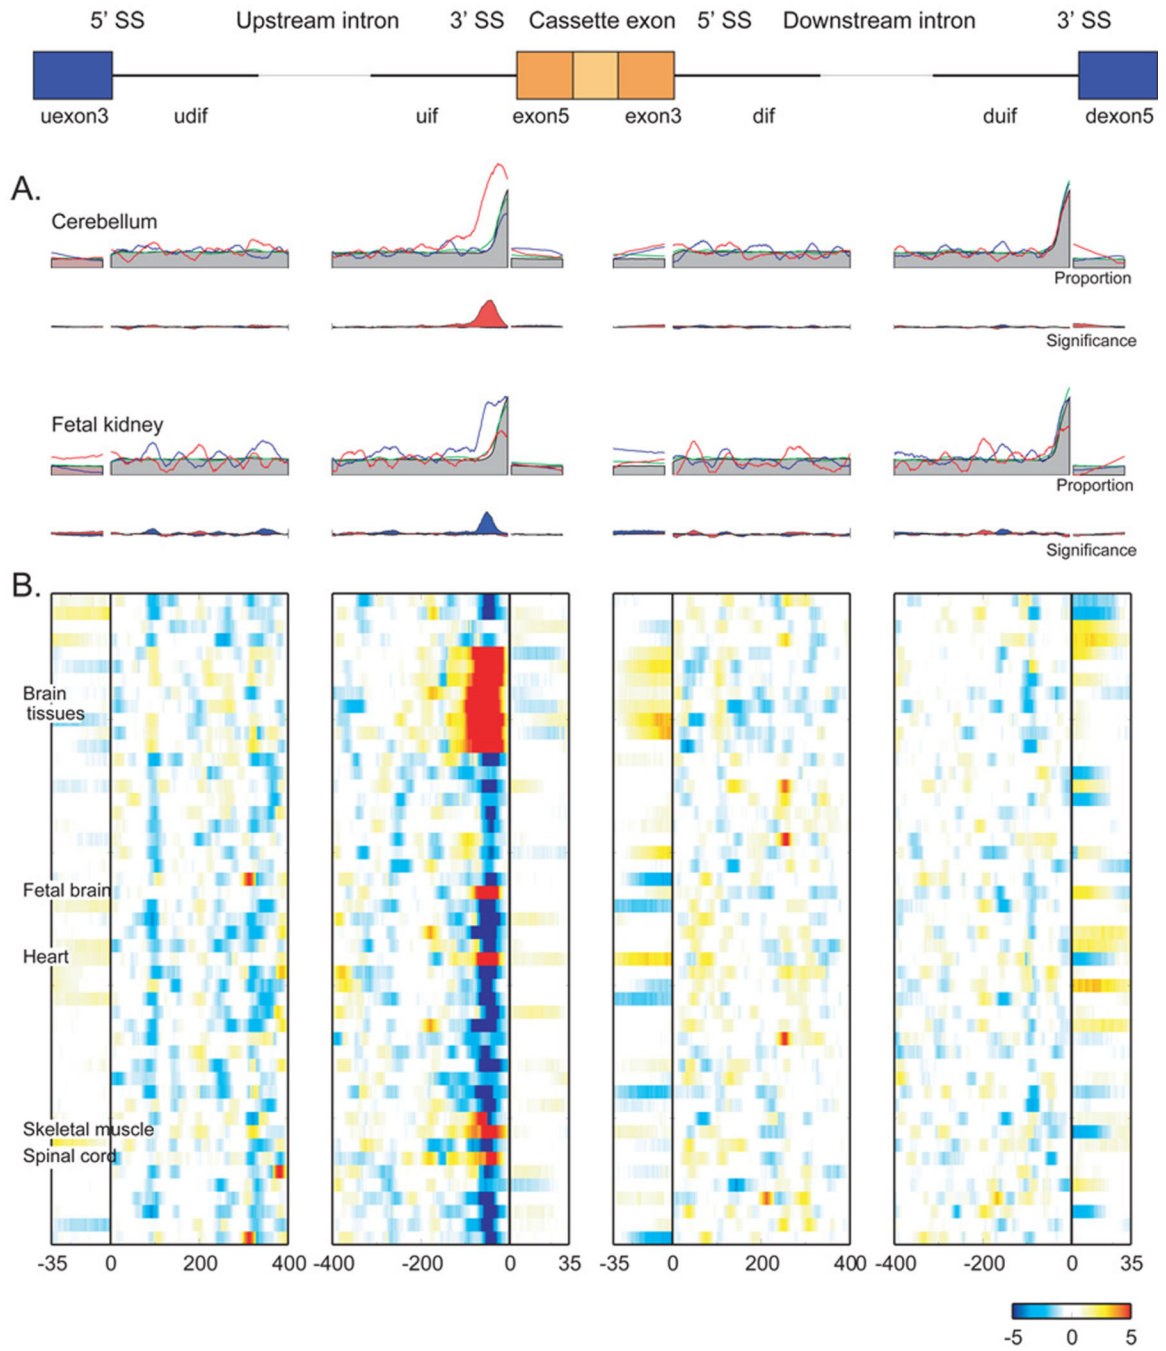 5’ SS Upstream intron 3’ SS Cassette exon 5’ SS Downstream intron 3’ SS
uexon3 udif uif exon5 exon3 dif duif dexon5
A.
Cerebellum
Proportion
Significance
Fetal kidney
Proportion
Significance
B.
Brain
tissues
Fetal brain
Heart
Skeletal muscle
Spinal cord
-35 0 200 400 -400 -200 0 35 -35 0 200 400 -400 -200 0 35
-5 0 5